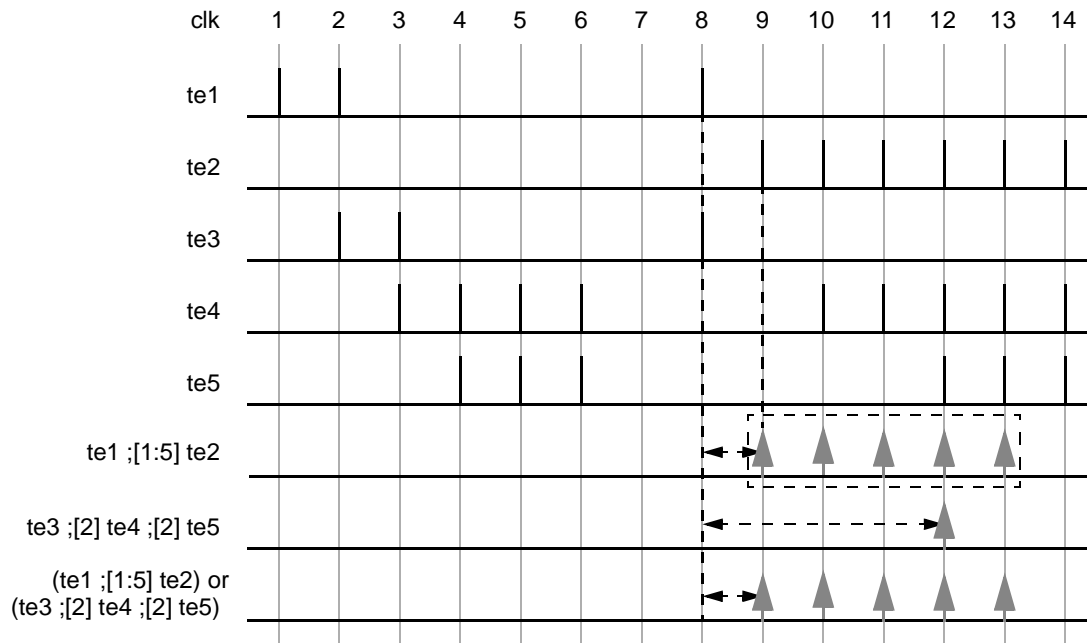 clk 1 2 3 4 5 6 7 8 9 10 11 12 13 14
te1
te2
te3
te4
te5
te1 ;[1:5] te2
te3 ;[2] te4 ;[2] te5
(te1 ;[1:5] te2) or
(te3 ;[2] te4 ;[2] te5)